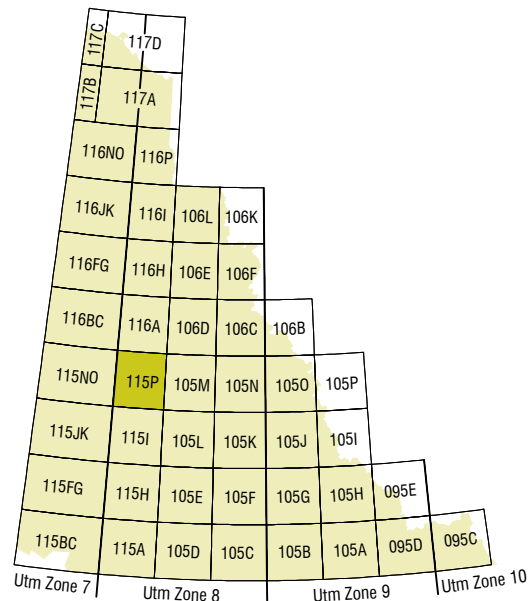 117C 117D
117B 117A
116NO 116P
116JK 116I 106L 106K
116FG 116H 106E 106F
116BC 116A 106D 106C 106B
115NO 115P 105M 105N 105O 105P
115JK 115I 105L 105K 105J 105I
115FG 115H 105E 105F 105G 105H 095E
115BC 115A 105D 105C 105B 105A 095D 095C
Utm Zone 7 Utm Zone 8 Utm Zone 9 Utm Zone 10